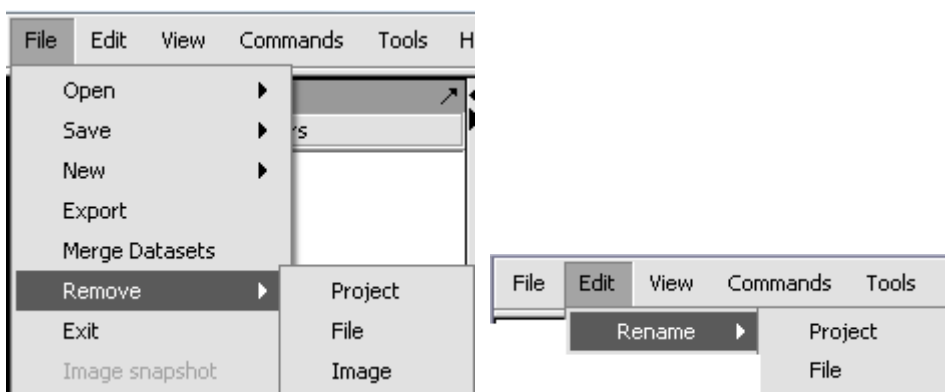 File Edit View Commands Tools H
Open
rs
Save
New
Export
Merge Datasets
Remove Project
Exit File
Image snapshot Image
File Edit View Commands Tools
Rename Project
File